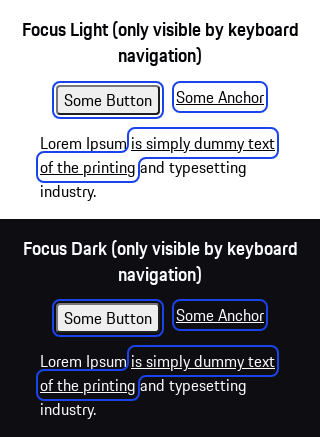 Focus Light (only visible by keyboard
navigation)
Some Button Some Anchor
Lorem Ipsum is simply dummy text
of the printing and typesetting
industry.
Focus Dark (only visible by keyboard
navigation)
Some Button Some Anchor
Lorem Ipsum is simply dummy text
of the printing and typesetting
industry.